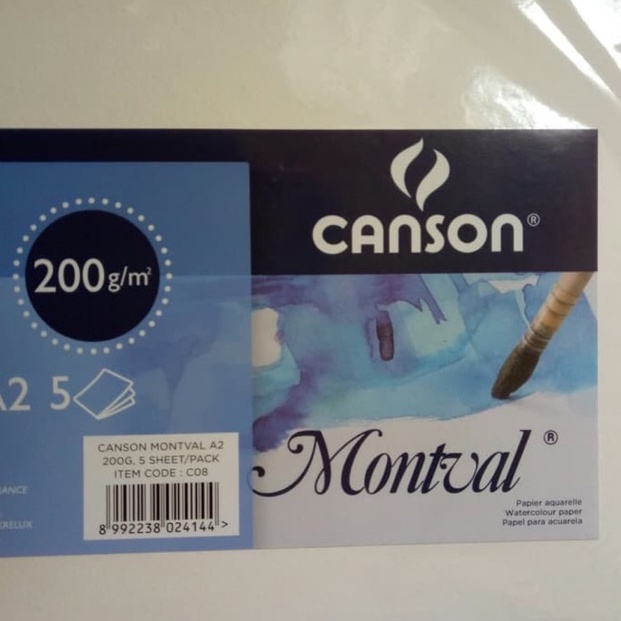 CANSON®
200g/m²
A2 5
CANSON MONTVAL A2
200G, 5 SHEET/PACK
ITEM CODE : C08
8 992238 024144 >
Montval®
Papier aquarelle
Watercolour paper
Papel para acuarela